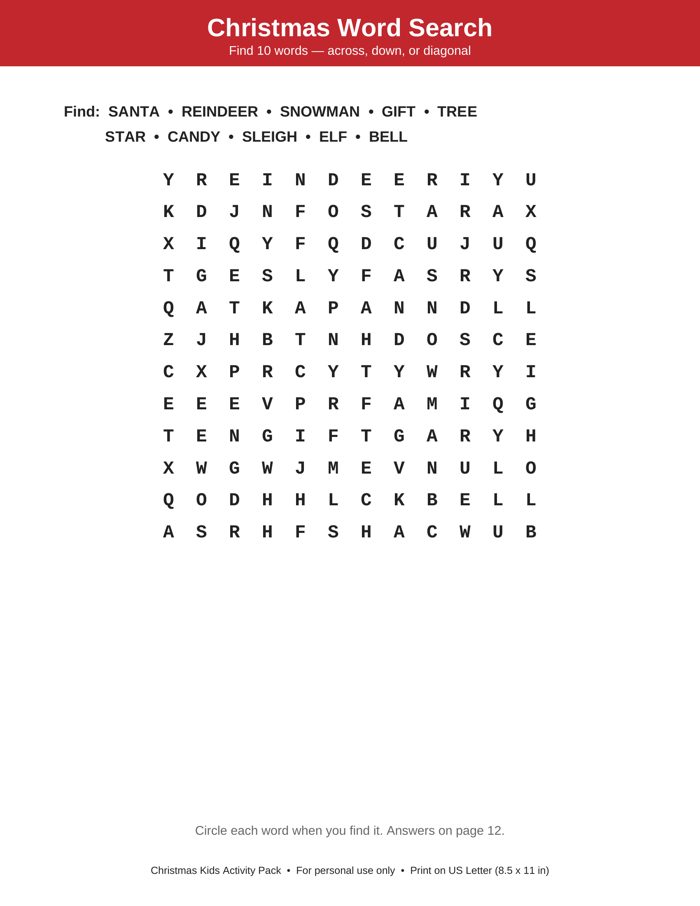 Christmas Word Search
Find 10 words — across, down, or diagonal
Find: SANTA • REINDEER • SNOWMAN • GIFT • TREE
STAR • CANDY • SLEIGH • ELF • BELL
Y R E I N D E E R I Y U
K D J N F O S T A R A X
X I Q Y F Q D C U J U Q
T G E S L Y F A S R Y S
Q A T K A P A N N D L L
Z J H B T N H D O S C E
C X P R C Y T Y W R Y I
E E E V P R F A M I Q G
T E N G I F T G A R Y H
X W G W J M E V N U L O
Q O D H H L C K B E L L
A S R H F S H A C W U B
Circle each word when you find it. Answers on page 12.
Christmas Kids Activity Pack • For personal use only • Print on US Letter (8.5 x 11 in)